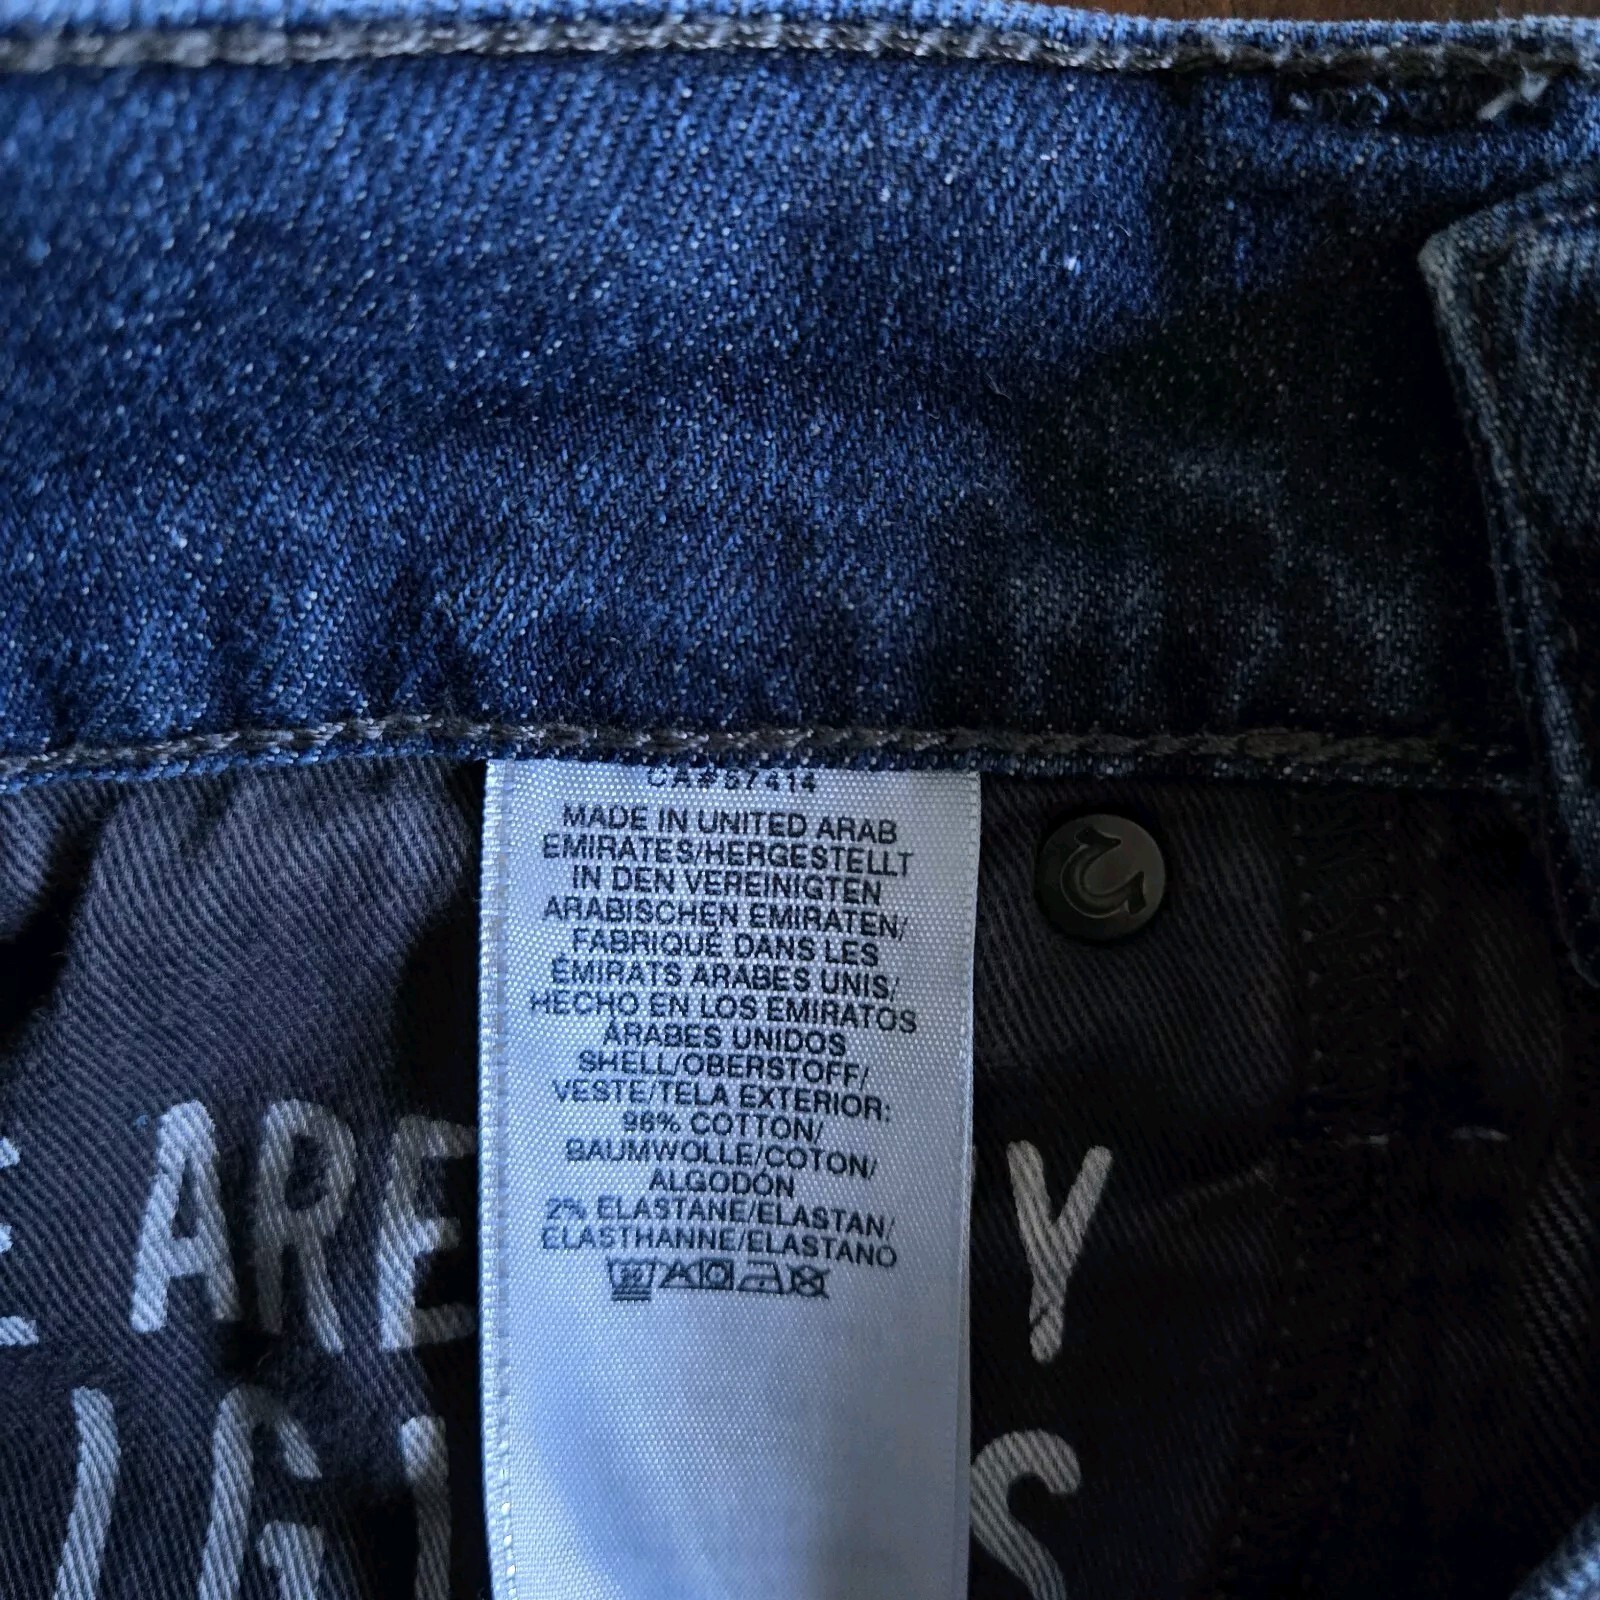 CA# 57414
MADE IN UNITED ARAB
EMIRATES/HERGESTELLT
IN DEN VEREINIGTEN
ARABISCHEN EMIRATEN/
FABRIQUÉ DANS LES
ÉMIRATS ARABES UNIS/
HECHO EN LOS EMIRATOS
ÁRABES UNIDOS
SHELL/OBERSTOFF/
VESTE/TELA EXTERIOR:
98% COTTON/
BAUMWOLLE/COTON/
ALGODÓN
2% ELASTANE/ELASTAN/
ÉLASTHANNE/ELASTANO
ARE